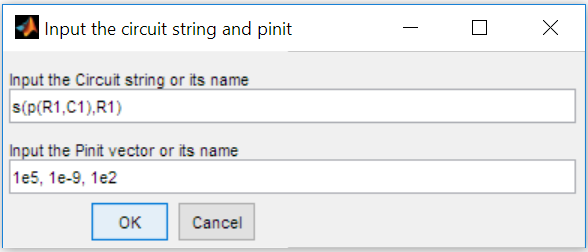 Input the circuit string and pinit
Input the Circuit string or its name
s(p(R1,C1),R1)
Input the Pinit vector or its name
1e5, 1e-9, 1e2
OK Cancel